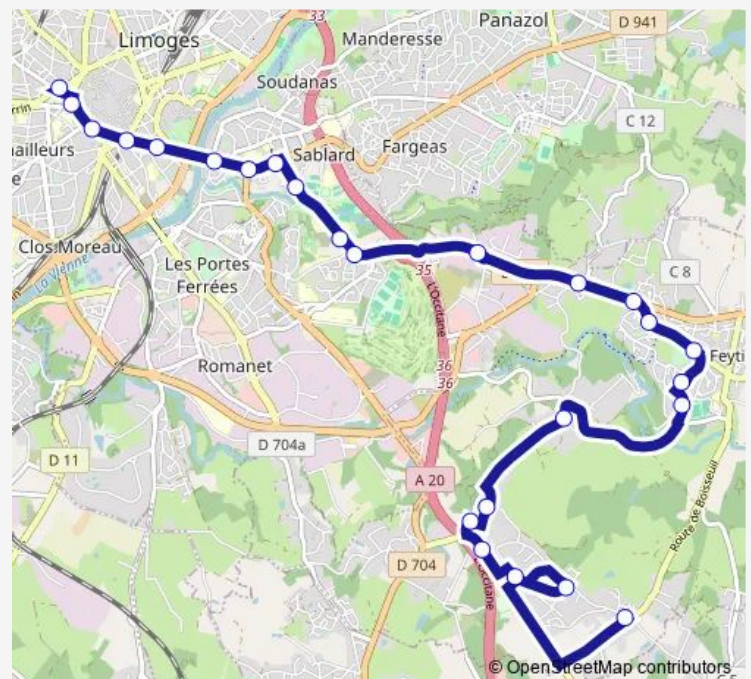 33
Panazol
D 941
Limoges
Manderesse
Soudanas
C 12
Sablard
Fargeas
ailleurs
e
Clos Moreau
La Vienne
Les Portes
Ferrées
35
L'Occitane
C 8
Feyti
Romanet
36
36
D 704a
D 11
A 20
Route de Boisseuil
D 704
l'Occitane
© OpenStreetMap contributors